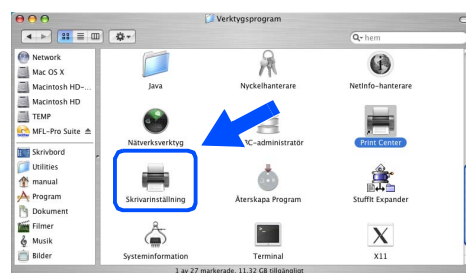 Verktygsprogram
Q- hem
Network
Mac OS X
Macintosh HD-...
Macintosh HD
TEMP
MFL-Pro Suite
Skrivbord
Utilities
manual
Program
Dokument
Filmer
Musik
Bilder
Java
Nyckelhanterare
NetInfo-hanterare
Nätverksverktyg
BC-administratör
Print Center
Skrivarinställning
Återskapa Program
StuffIt Expander
Systeminformation
Terminal
X11
1 av 27 markerade, 11,32 GB tillgängligt